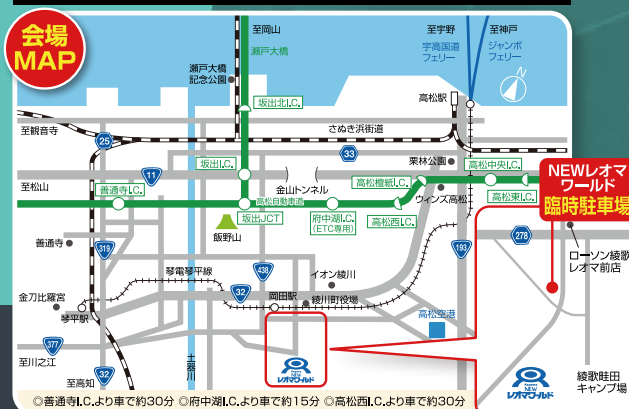 会場
MAP
至岡山
瀬戸大橋
瀬戸大橋
記念公園
坂出北I.C.
至宇野
宇高国道
フェリー
至神戸
ジャンボ
フェリー
N
高松駅
至観音寺
25
さぬき浜街道
33
栗林公園
高松中央I.C.
坂出I.C.
11
至松山
善通寺I.C.
金山トンネル
高松檀紙I.C.
ウィンズ高松
高松東I.C.
NEWレオマ
ワールド
臨時駐車場
高松自動車道
坂出JCT
府中湖I.C.
(ETC専用)
高松西I.C.
飯野山
善通寺
319
438
193
278
ローソン綾歌
レオマ前店
琴電琴平線
イオン綾川
32
岡田駅
綾川町役場
金刀比羅宮
琴平駅
高松空港
377
至川之江
土器川
32
至高知
NEW
レオマワールド
NEW
レオマワールド
綾歌畦田
キャンプ場
◎善通寺I.C.より車で約30分 ◎府中湖I.C.より車で約15分 ◎高松西I.C.より車で約30分